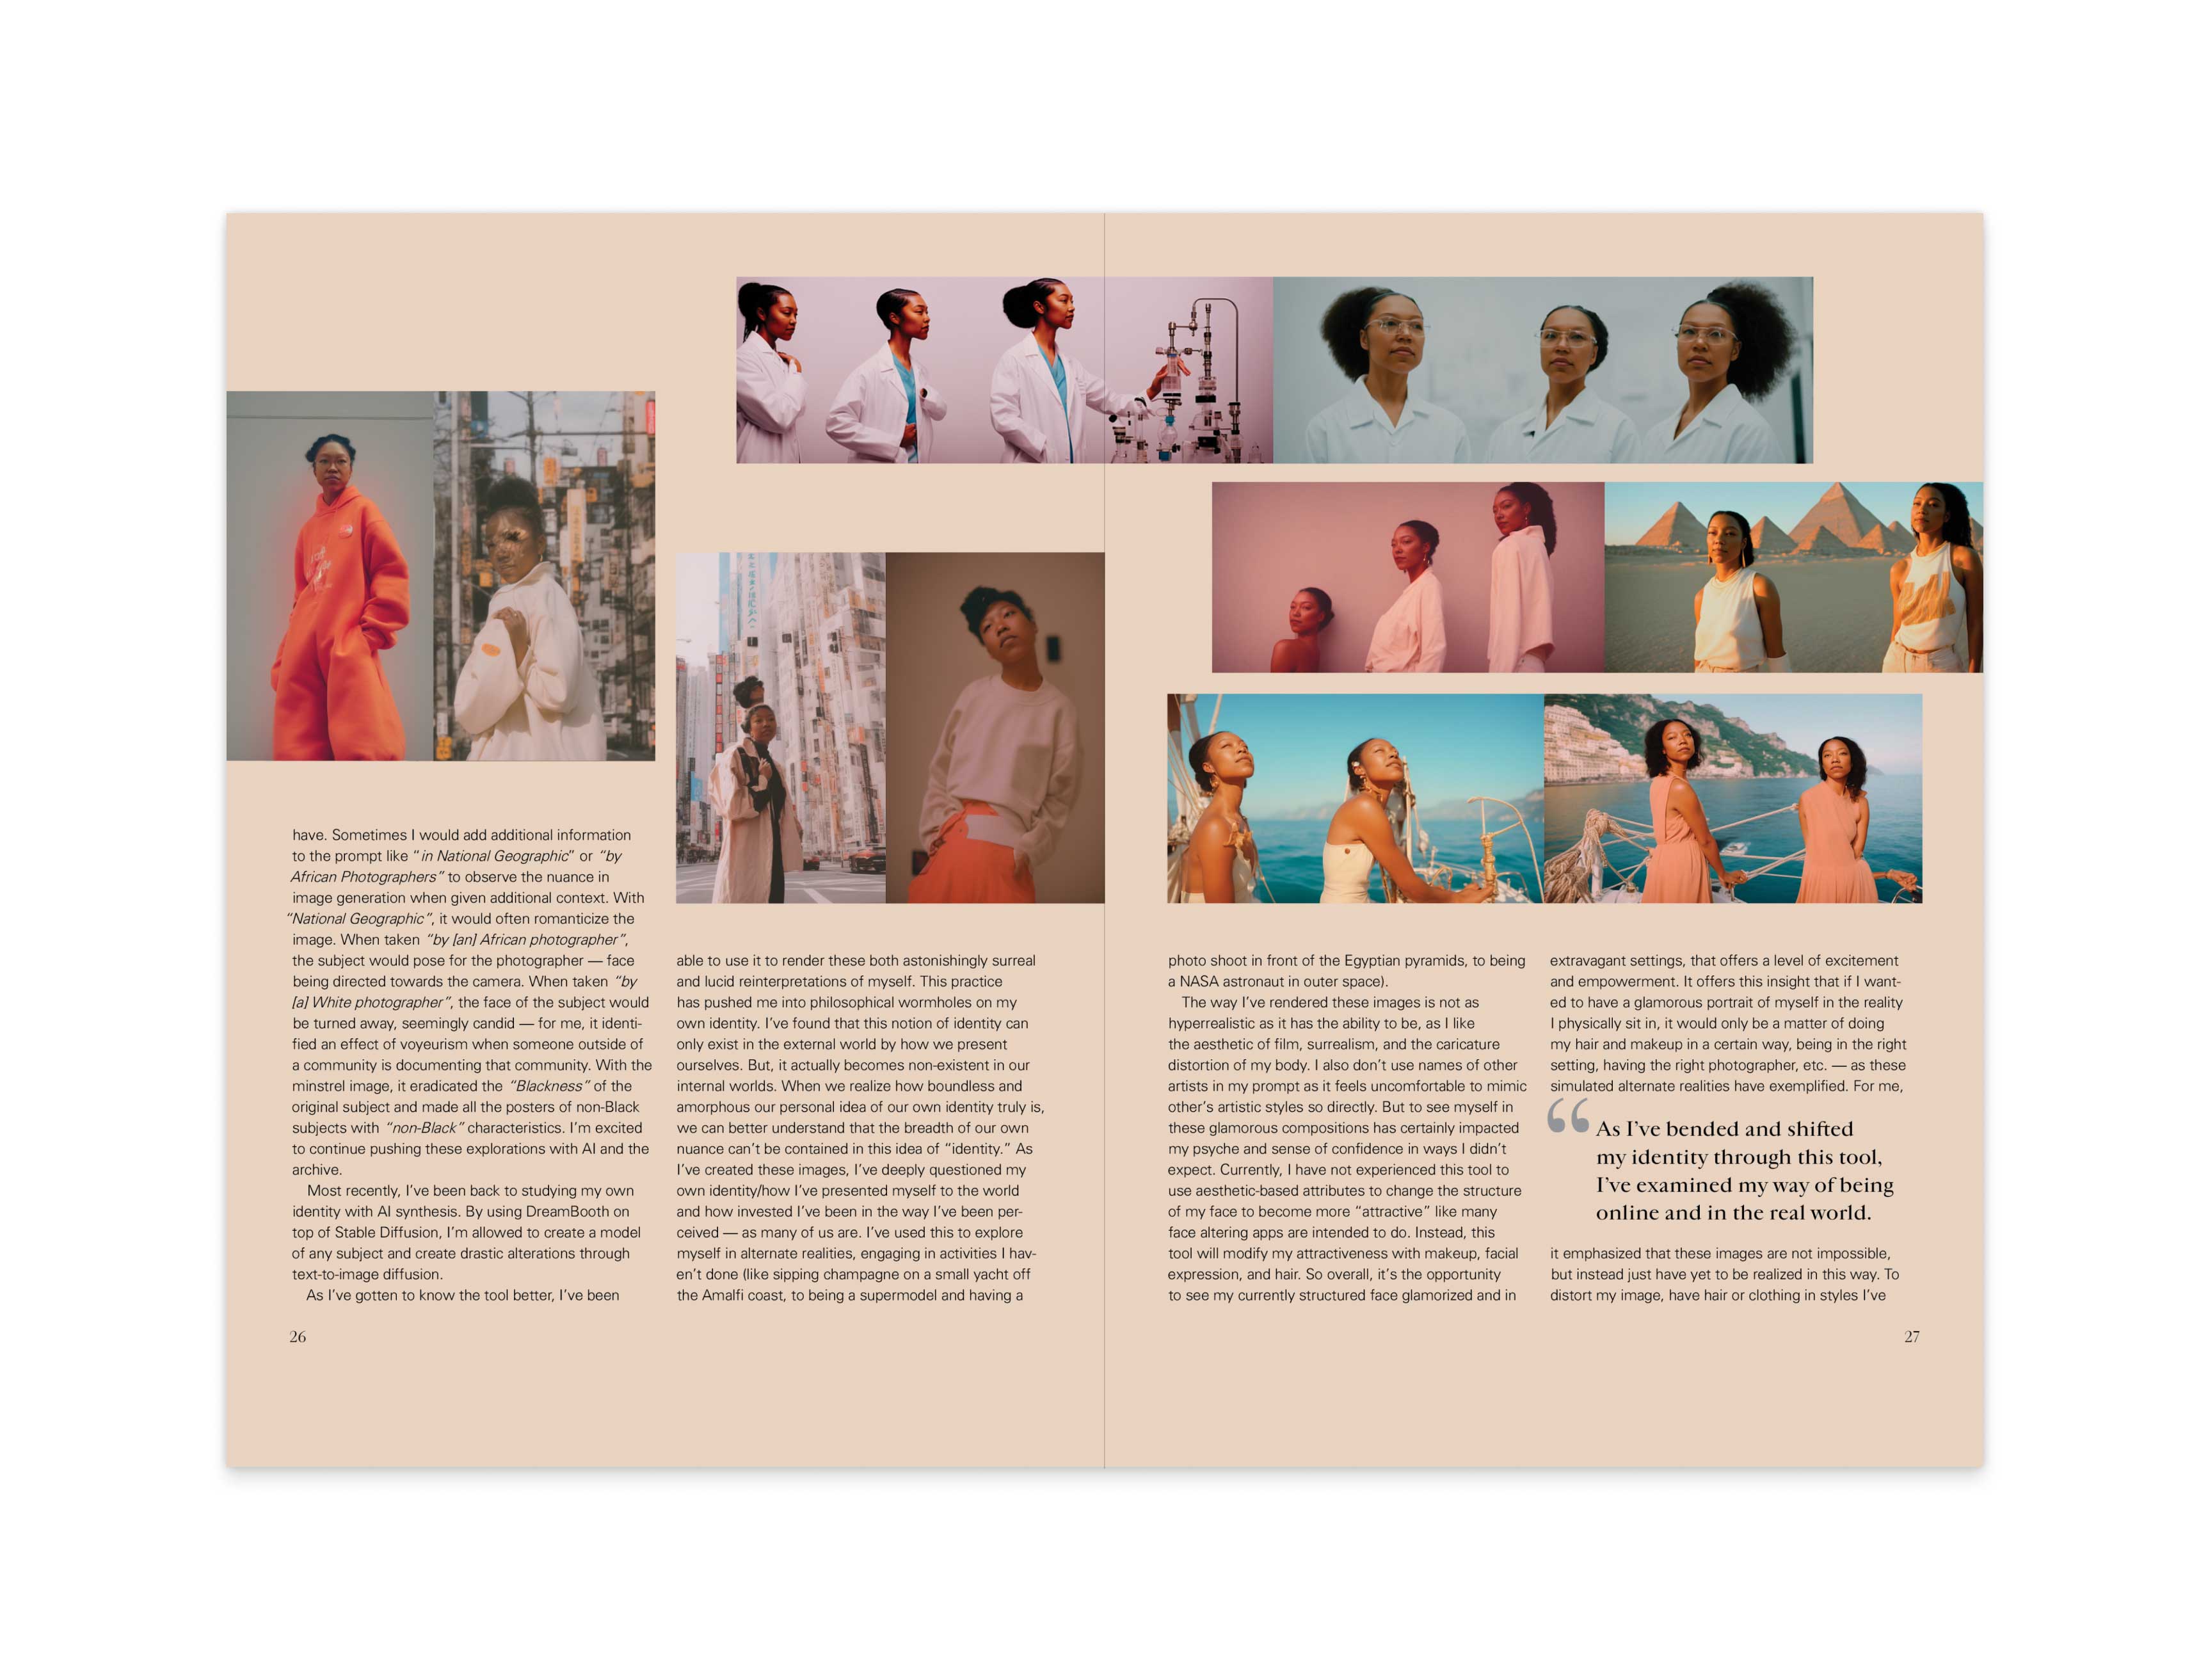 have. Sometimes I would add additional information
to the prompt like “in National Geographic” or “by
African Photographers” to observe the nuance in
image generation when given additional context. With
“National Geographic”, it would often romanticize the
image. When taken “by [an] African photographer”,
the subject would pose for the photographer — face
being directed towards the camera. When taken “by
[a] White photographer”, the face of the subject would
be turned away, seemingly candid — for me, it identi-
fied an effect of voyeurism when someone outside of
a community is documenting that community. With the
minstrel image, it eradicated the “Blackness” of the
original subject and made all the posters of non-Black
subjects with “non-Black” characteristics. I’m excited
to continue pushing these explorations with AI and the
archive.
Most recently, I’ve been back to studying my own
identity with AI synthesis. By using DreamBooth on
top of Stable Diffusion, I’m allowed to create a model
of any subject and create drastic alterations through
text-to-image diffusion.
As I’ve gotten to know the tool better, I’ve been
able to use it to render these both astonishingly surreal
and lucid reinterpretations of myself. This practice
has pushed me into philosophical wormholes on my
own identity. I’ve found that this notion of identity can
only exist in the external world by how we present
ourselves. But, it actually becomes non-existent in our
internal worlds. When we realize how boundless and
amorphous our personal idea of our own identity truly is,
we can better understand that the breadth of our own
nuance can’t be contained in this idea of “identity.” As
I’ve created these images, I’ve deeply questioned my
own identity/how I’ve presented myself to the world
and how invested I’ve been in the way I’ve been per-
ceived — as many of us are. I’ve used this to explore
myself in alternate realities, engaging in activities I hav-
en’t done (like sipping champagne on a small yacht off
the Amalfi coast, to being a supermodel and having a
26
photo shoot in front of the Egyptian pyramids, to being
a NASA astronaut in outer space).
The way I’ve rendered these images is not as
hyperrealistic as it has the ability to be, as I like
the aesthetic of film, surrealism, and the caricature
distortion of my body. I also don’t use names of other
artists in my prompt as it feels uncomfortable to mimic
other’s artistic styles so directly. But to see myself in
these glamorous compositions has certainly impacted
my psyche and sense of confidence in ways I didn’t
expect. Currently, I have not experienced this tool to
use aesthetic-based attributes to change the structure
of my face to become more “attractive” like many
face altering apps are intended to do. Instead, this
tool will modify my attractiveness with makeup, facial
expression, and hair. So overall, it’s the opportunity
to see my currently structured face glamorized and in
extravagant settings, that offers a level of excitement
and empowerment. It offers this insight that if I want-
ed to have a glamorous portrait of myself in the reality
I physically sit in, it would only be a matter of doing
my hair and makeup in a certain way, being in the right
setting, having the right photographer, etc. — as these
simulated alternate realities have exemplified. For me,
“ As I’ve bended and shifted
my identity through this tool,
I’ve examined my way of being
online and in the real world.
it emphasized that these images are not impossible,
but instead just have yet to be realized in this way. To
distort my image, have hair or clothing in styles I’ve
27